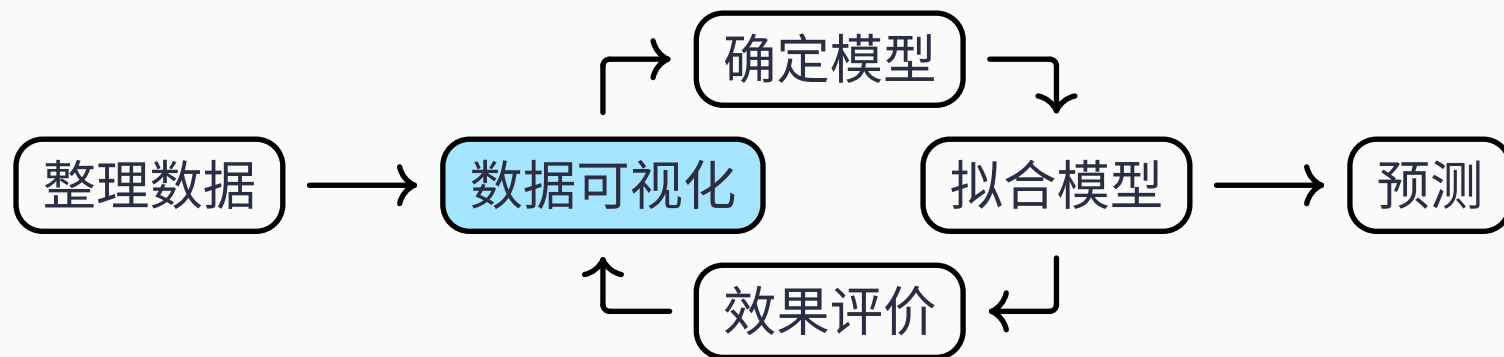 确定模型
整理数据
数据可视化
拟合模型
预测
效果评价